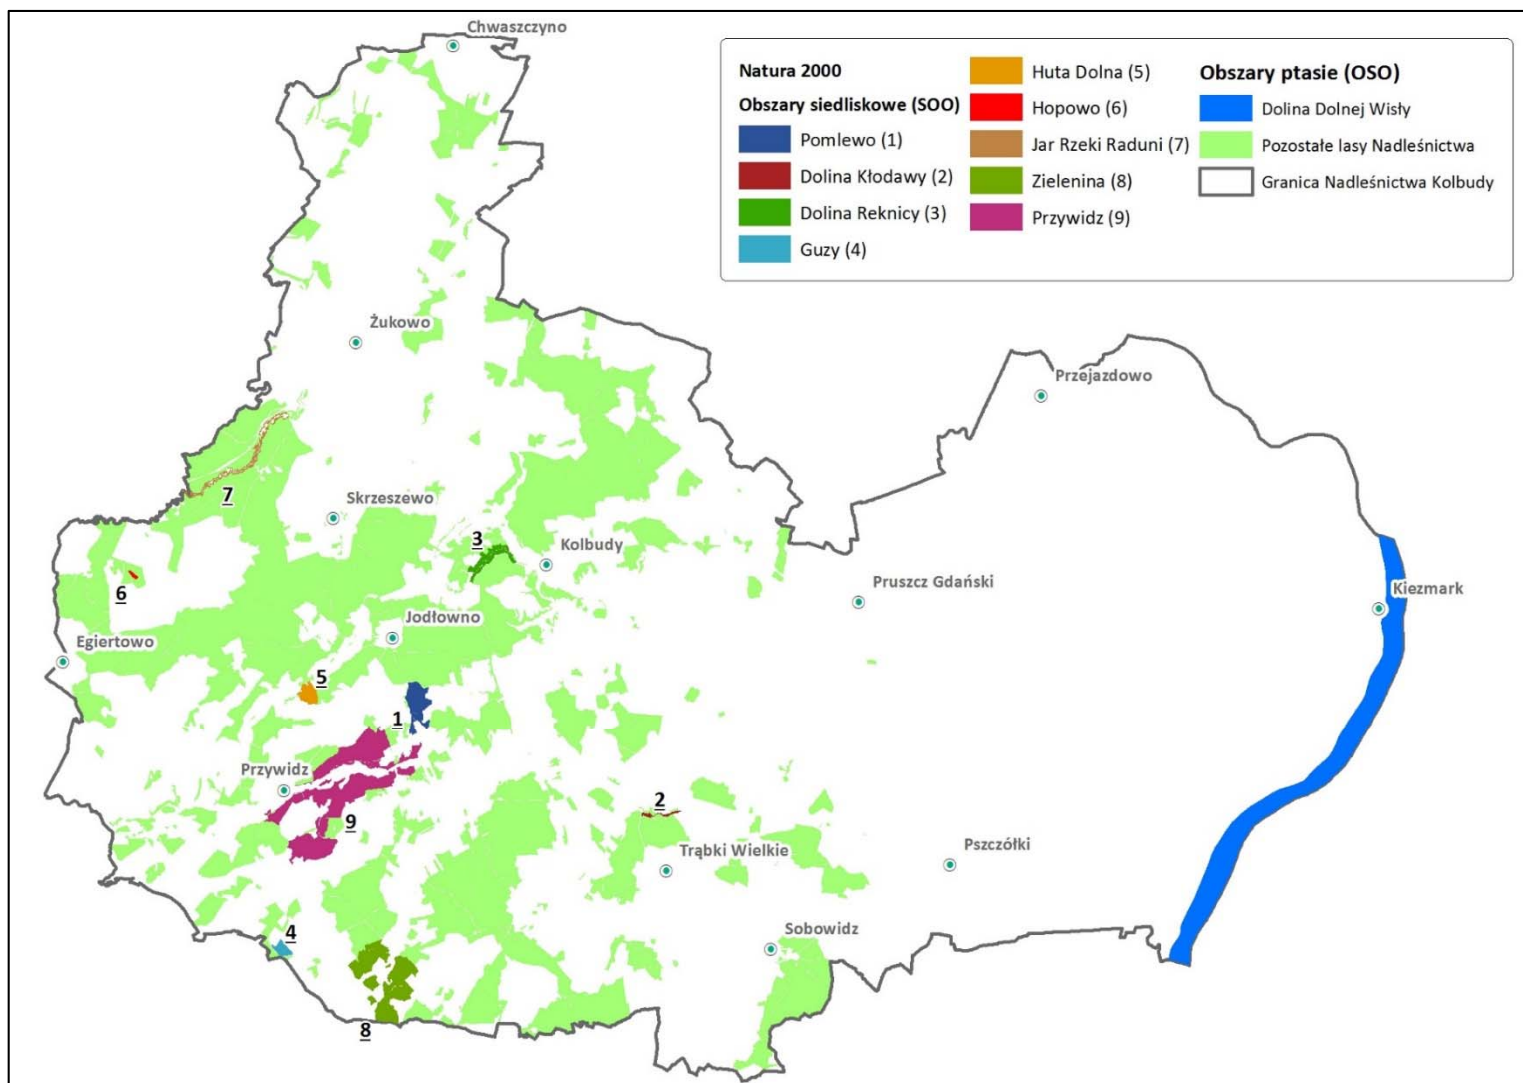 Chwaszczyno
Natura 2000
Obszary siedliskowe (SOO)
Pomlewo (1)
Dolina Kłodawy (2)
Dolina Reknicy (3)
Guzy (4)
Huta Dolna (5)
Hopowo (6)
Jar Rzeki Raduni (7)
Zielenina (8)
Przywidz (9)
Obszary ptasie (OSO)
Dolina Dolnej Wisły
Pozostałe lasy Nadleśnictwa
Granica Nadleśnictwa Kolbudy
Żukowo
Przejazdowo
7
Skrzeszewo
3
Kolbudy
6
Pruszcz Gdański
Kiezmark
Jodłowno
Egiertowo
5
1
Przywidz
2
9
Trąbki Wielkie
Pszczółki
4
Sobowidz
8